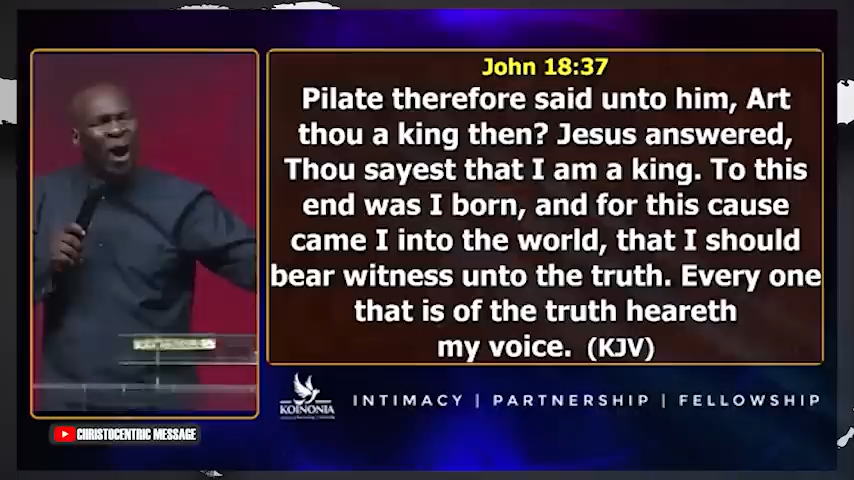 John 18:37
Pilate therefore said unto him, Art
thou a king then? Jesus answered,
Thou sayest that I am a king. To this
end was I born, and for this cause
came I into the world, that I should
bear witness unto the truth. Every one
that is of the truth heareth
my voice. (KJV)
KOINONIA
INTIMACY | PARTNERSHIP | FELLOWSHIP
CHRISTOCENTRIC MESSAGE